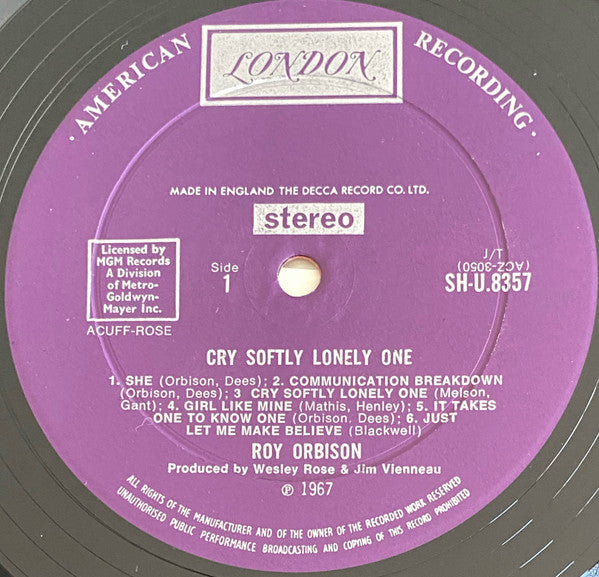 · AMERICAN RECORDING ·
LONDON
MADE IN ENGLAND THE DECCA RECORD CO. LTD.
stereo
Licensed by
MGM Records
A Division
of Metro-
Goldwyn-
Mayer Inc.
ACUFF-ROSE
Side
1
T/J
(ACZ-3050)
SH-U.8357
CRY SOFTLY LONELY ONE
1. SHE (Orbison, Dees); 2. COMMUNICATION BREAKDOWN
(Orbison, Dees); 3 CRY SOFTLY LONELY ONE (Melson,
Gant); 4. GIRL LIKE MINE (Mathis, Henley); 5. IT TAKES
ONE TO KNOW ONE (Orbison. Dees); 6. JUST
LET ME MAKE BELIEVE (Blackwell)
ROY ORBISON
Produced by Wesley Rose & Jim Vienneau
℗ 1967
ALL RIGHTS OF THE MANUFACTURER AND OF THE OWNER OF THE RECORDED WORK RESERVED
UNAUTHORISED PUBLIC PERFORMANCE BROADCASTING AND COPYING OF THIS RECORD PROHIBITED